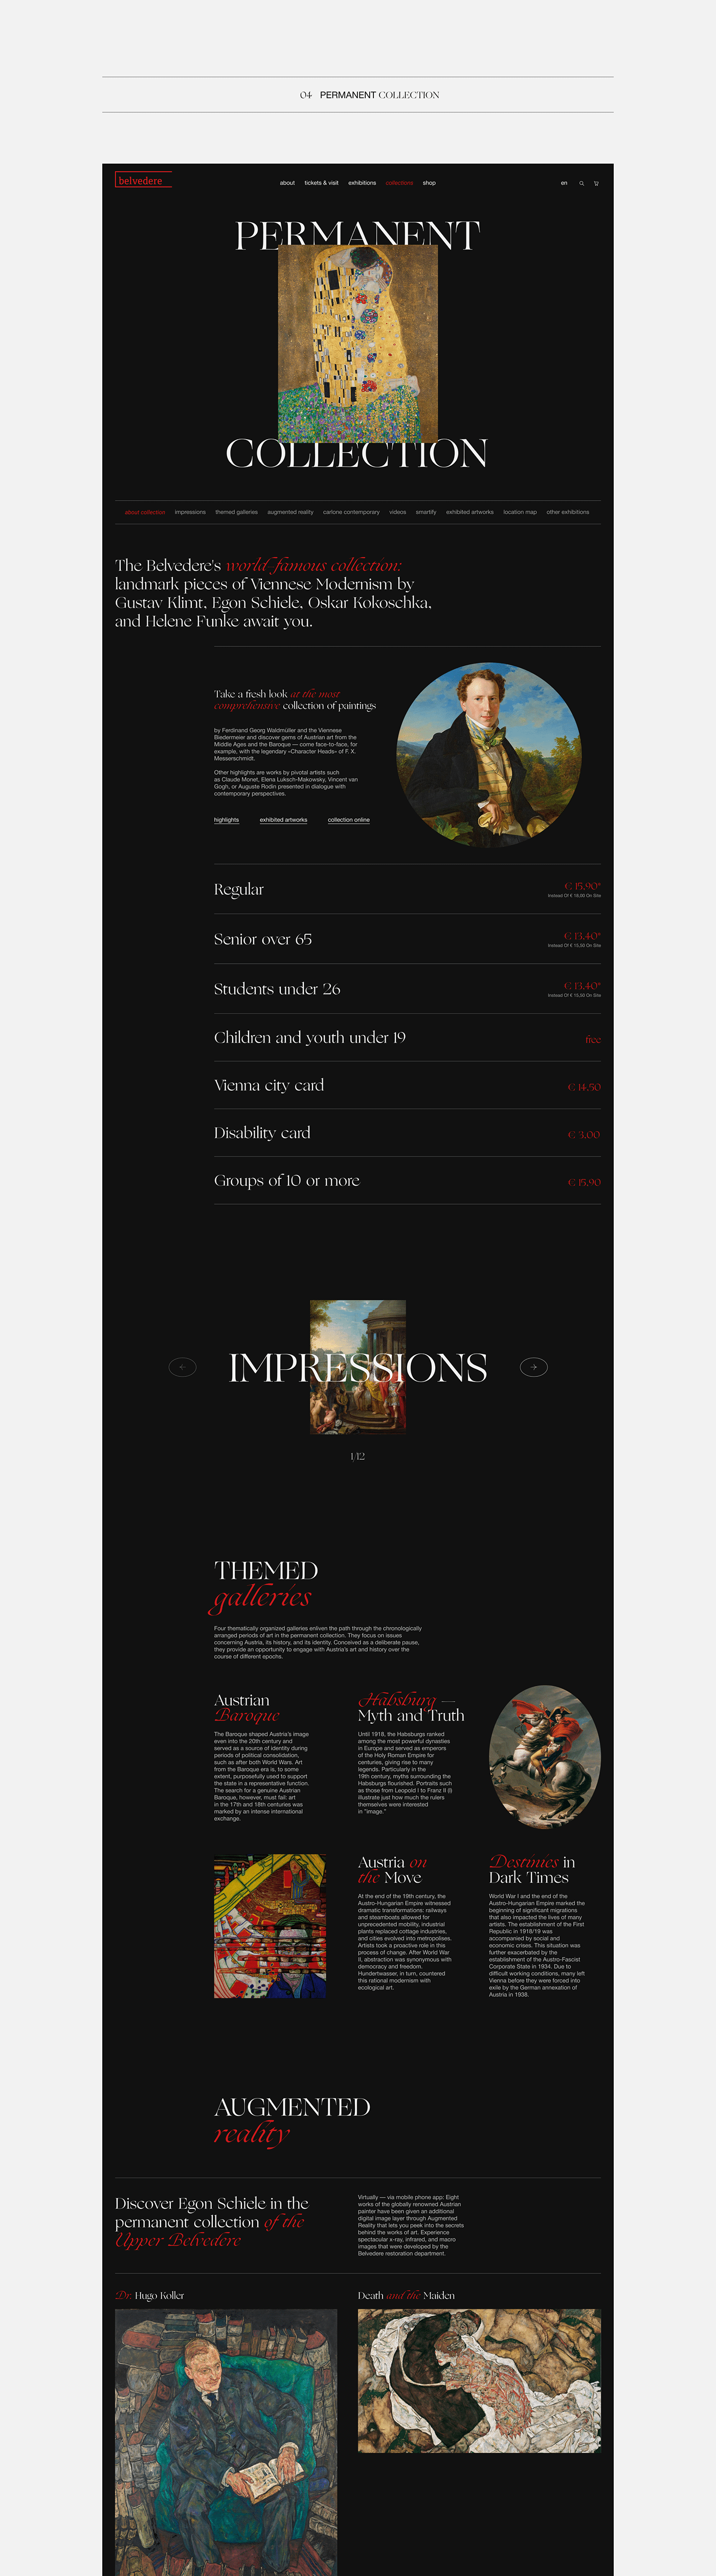 04 PERMANENT COLLECTION
belvedere
about tickets & visit exhibitions collections shop en
PERMANENT
COLLECTION
about collection impressions themed galleries augmented reality carlone contemporary videos smartify exhibited artworks location map other exhibitions
The Belvedere's world-famous collection:
landmark pieces of Viennese Modernism by
Gustav Klimt, Egon Schiele, Oskar Kokoschka,
and Helene Funke await you.
Take a fresh look at the most
comprehensive collection of paintings
by Ferdinand Georg Waldmüller and the Viennese
Biedermeier and discover gems of Austrian art from the
Middle Ages and the Baroque — come face-to-face, for
example, with the legendary «Character Heads» of F. X.
Messerschmidt.
Other highlights are works by pivotal artists such
as Claude Monet, Elena Luksch-Makowsky, Vincent van
Gogh, or Auguste Rodin presented in dialogue with
contemporary perspectives.
highlights exhibited artworks collection online
Regular € 15,90*
Instead Of € 19,00 On Site
Senior over 65 € 13,40*
Instead Of € 15,50 On Site
Students under 26 € 13,40*
Instead Of € 15,50 On Site
Children and youth under 19 free
Vienna city card € 14.50
Disability card € 3.00
Groups of 10 or more € 15.90
IMPRESSIONS
1/12
THEMED
galleries
Four thematically organized galleries enliven the path through the chronologically
arranged periods of art in the permanent collection. They focus on issues
concerning Austria, its history, and its identity. Conceived as a deliberate pause,
they provide an opportunity to engage with Austria's art and history over the
course of different epochs.
Austrian
Baroque
The Baroque shaped Austria's image
even into the 20th century and
served as a source of identity during
periods of political consolidation,
such as after both World Wars. Art
from the Baroque era is, to some
extent, purposefully used to support
the state in a representative function.
The search for a genuine Austrian
Baroque, however, must fail: art
in the 17th and 18th centuries was
marked by an intense international
exchange.
Habsburg —
Myth and Truth
Until 1918, the Habsburgs ranked
among the most powerful dynasties
in Europe and served as emperors
of the Holy Roman Empire for
centuries, giving rise to many
legends. Particularly in the
19th century, myths surrounding the
Habsburgs flourished. Portraits such
as those from Leopold I to Franz II (I)
illustrate just how much the rulers
themselves were interested
in "image."
Austria on
the Move
At the end of the 19th century, the
Austro-Hungarian Empire witnessed
dramatic transformations: railways
and steamboats allowed for
unprecedented mobility, industrial
plants replaced cottage industries,
and cities evolved into metropolises.
Artists took a proactive role in this
process of change. After World War
II, abstraction was synonymous with
democracy and freedom.
Hundertwasser, in turn, countered
this rational modernism with
ecological art.
Destinies in
Dark Times
World War I and the end of the
Austro-Hungarian Empire marked the
beginning of significant migrations
that also impacted the lives of many
artists. The establishment of the First
Republic in 1918/19 was
accompanied by social and
economic crises. This situation was
further exacerbated by the
establishment of the Austro-Fascist
Corporate State in 1934. Due to
difficult working conditions, many left
Vienna before they were forced into
exile by the German annexation of
Austria in 1938.
AUGMENTED
reality
Discover Egon Schiele in the
permanent collection of the
Upper Belvedere
Virtually — via mobile phone app: Eight
works of the globally renowned Austrian
painter have been given an additional
digital image layer through Augmented
Reality that lets you peek into the secrets
behind the works of art. Experience
spectacular x-ray, infrared, and macro
images that were developed by the
Belvedere restoration department.
Dr. Hugo Koller
Death and the Maiden